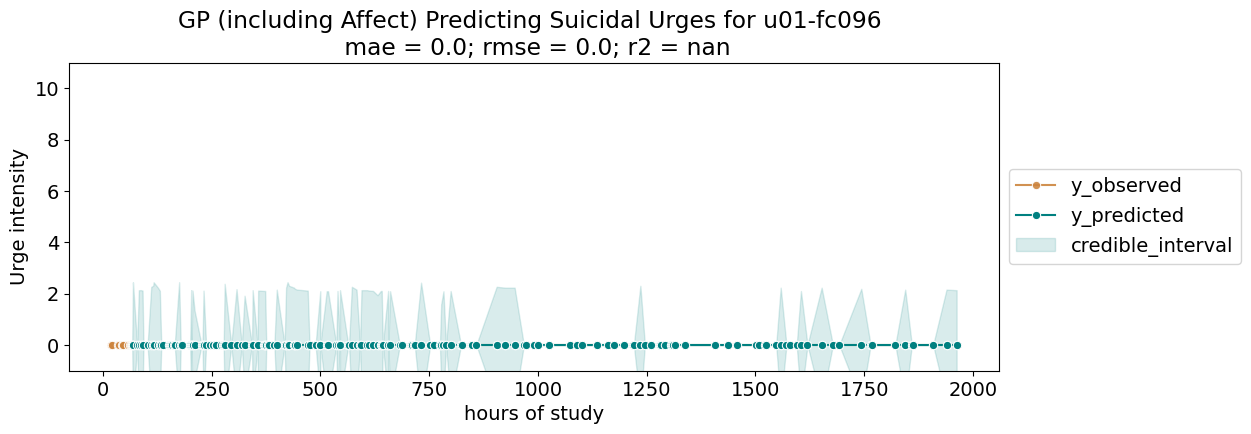 GP (including Affect) Predicting Suicidal Urges for u01-fc096
mae = 0.0; rmse = 0.0; r2 = nan
10
8
6
4
2
0
Urge intensity
0 250 500 750 1000 1250 1500 1750 2000
hours of study
y_observed
y_predicted
credible_interval